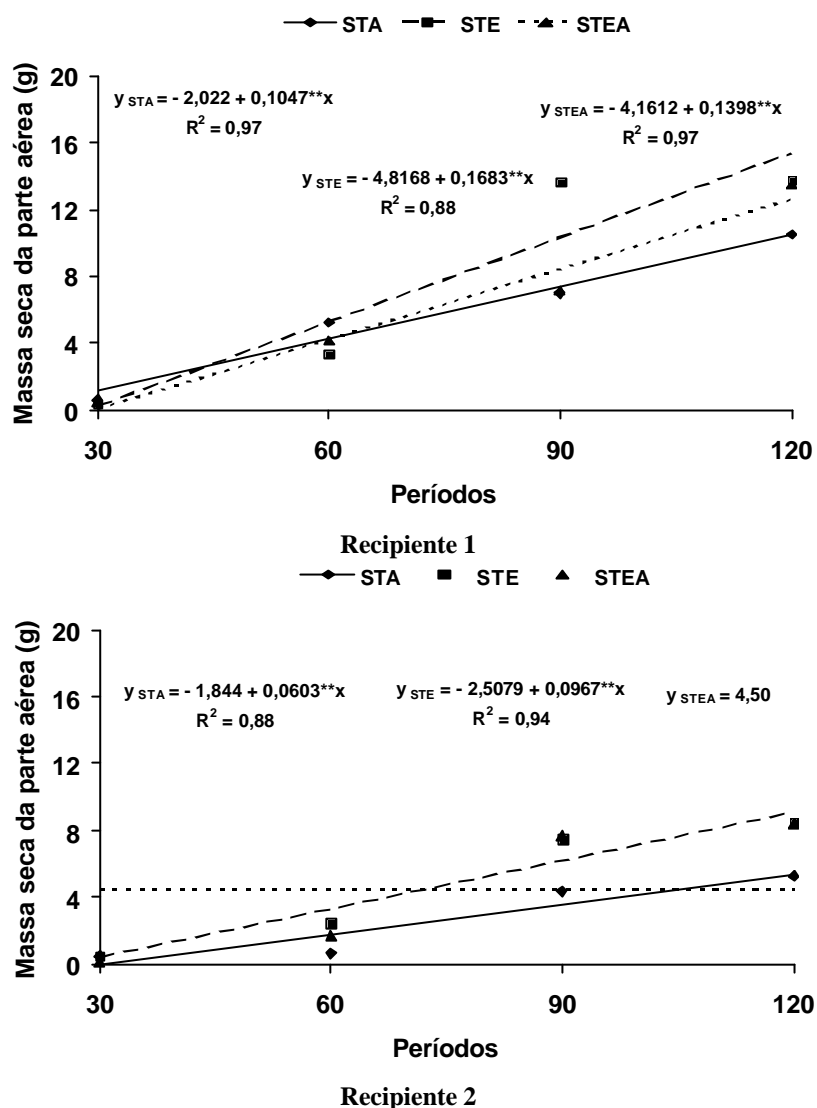 STA STE STEA
Massa seca da parte aérea (g)
20
16
12
8
4
0
y STA = - 2,022 + 0,1047**x
R2 = 0,97
y STEA = - 4,1612 + 0,1398**x
R2 = 0,97
y STE = - 4,8168 + 0,1683**x
R2 = 0,88
30 60 90 120
Períodos
Recipiente 1
STA STE STEA
Massa seca da parte aérea (g)
20
16
12
8
4
0
y STA = - 1,844 + 0,0603**x
R2 = 0,88
y STE = - 2,5079 + 0,0967**x
R2 = 0,94
y STEA = 4,50
30 60 90 120
Períodos
Recipiente 2